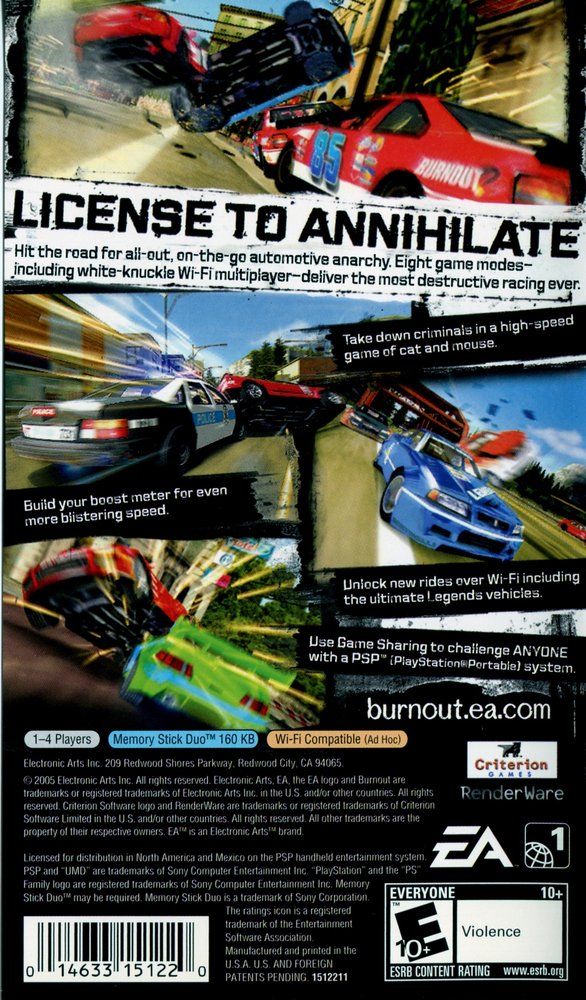 85
BURNOUT
LICENSE TO ANNIHILATE
Hit the road for all-out, on-the-go automotive anarchy. Eight game modes–
including white-knuckle Wi-Fi multiplayer–deliver the most destructive racing ever.
Take down criminals in a high-speed
game of cat and mouse.
POLICE
POLICE
Build your boost meter for even
more blistering speed.
Unlock new rides over Wi-Fi including
the ultimate Legends vehicles.
Use Game Sharing to challenge ANYONE
with a PSP™ (PlayStation®Portable) system.
burnout.ea.com
1–4 Players
Memory Stick Duo™ 160 KB
Wi-Fi Compatible (Ad Hoc)
Electronic Arts Inc. 209 Redwood Shores Parkway, Redwood City, CA 94065.
© 2005 Electronic Arts Inc. All rights reserved. Electronic Arts, EA, the EA logo and Burnout are
trademarks or registered trademarks of Electronic Arts Inc. in the U.S. and/or other countries. All rights
reserved. Criterion Software logo and RenderWare are trademarks or registered trademarks of Criterion
Software Limited in the U.S. and/or other countries. All rights reserved. All other trademarks are the
property of their respective owners. EA™ is an Electronic Arts™ brand.
Criterion
GAMES
RenderWare
EA
1
Licensed for distribution in North America and Mexico on the PSP handheld entertainment system.
PSP and "UMD" are trademarks of Sony Computer Entertainment Inc. "PlayStation" and the "PS"
Family logo are registered trademarks of Sony Computer Entertainment Inc. Memory
Stick Duo™ may be required. Memory Stick Duo is a trademark of Sony Corporation.
The ratings icon is a registered
trademark of the Entertainment
Software Association.
Manufactured and printed in the
U.S.A. U.S. AND FOREIGN
PATENTS PENDING. 1512211
0 14633 15122 0
EVERYONE 10+
™
E
10+
Violence
ESRB CONTENT RATING www.esrb.org